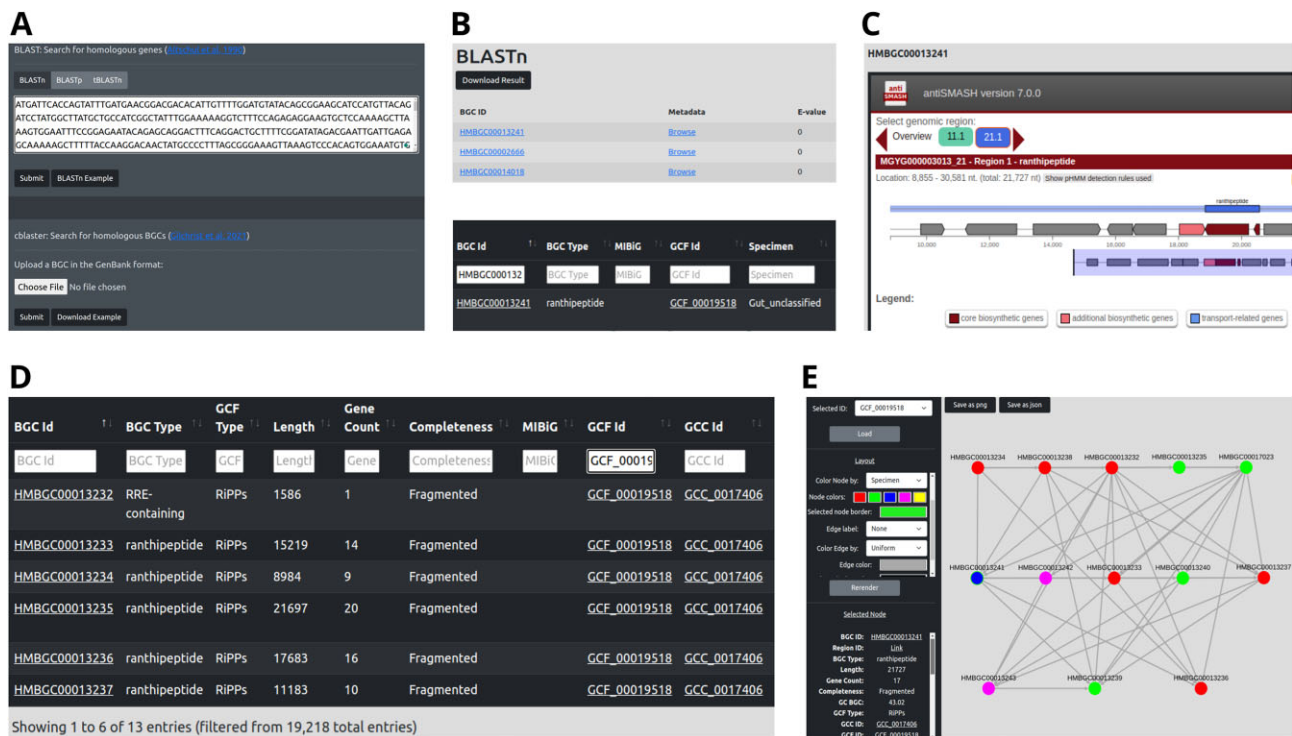 A
BLAST: Search for homologous genes (Altschul et al. 1990)
BLASTn BLASTp tBLASTn
ATGATTCACCAGTATTTGATGAACGGACGACACATTGTTTTGGATGTATACAGCGGAAGCATCCATGTTACAG
ATCCTATGGCTTATGCTGCCATCGGCTATTTGGAAAAAGGTCTTTCCAGAGAGGAAGTGCTCCAAAAGCTTA
AAGTGGAATTTCCGGAGAATACAGAGCAGGACTTTCAGGACTGCTTTTCGGATATAGACGAATTGATTGAGA
GCAAAAAGCTTTTTACCAAGGACAACTATGCCCCTTTAGCGGGAAAGTTAAAGTCCCACAGTGGAAATGTG
Submit BLASTn Example
cblaster: Search for homologous BGCs (Gilchrist et al. 2021)
Upload a BGC in the GenBank format:
Choose File No file chosen
Submit Download Example
B
BLASTn
Download Result
BGC ID Metadata E-value
HMBGC00013241 Browse 0
HMBGC00002666 Browse 0
HMBGC00014018 Browse 0
BGC Id BGC Type MIBiG GCF Id Specimen
HMBGC000132 BGC Type MIBiG GCF Id Specimen
HMBGC00013241 ranthipeptide GCF_00019518 Gut_unclassified
C
HMBGC00013241
anti SMASH antiSMASH version 7.0.0
Select genomic region:
Overview 11.1 21.1
MGYG000003013_21 - Region 1 - ranthipeptide
Location: 8,855 - 30,581 nt. (total: 21,727 nt) Show pHMM detection rules used
ranthipeptide
10,000 12,000 14,000 16,000 18,000 20,000
Legend:
core biosynthetic genes additional biosynthetic genes transport-related genes
D
BGC Id BGC Type GCF Type Length Gene Count Completeness MIBiG GCF Id GCC Id
BGC Id BGC Type GCF Length Gene Completeness MIBiG GCF_00019 GCC Id
HMBGC00013232 RRE-containing RiPPs 1586 1 Fragmented GCF_00019518 GCC_0017406
HMBGC00013233 ranthipeptide RiPPs 15219 14 Fragmented GCF_00019518 GCC_0017406
HMBGC00013234 ranthipeptide RiPPs 8984 9 Fragmented GCF_00019518 GCC_0017406
HMBGC00013235 ranthipeptide RiPPs 21697 20 Fragmented GCF_00019518 GCC_0017406
HMBGC00013236 ranthipeptide RiPPs 17683 16 Fragmented GCF_00019518 GCC_0017406
HMBGC00013237 ranthipeptide RiPPs 11183 10 Fragmented GCF_00019518 GCC_0017406
Showing 1 to 6 of 13 entries (filtered from 19,218 total entries)
E
Selected ID: GCF_00019518
Load
Layout
Color Node by: Specimen
Node colors:
Selected node border:
Edge label: None
Color Edge by: Uniform
Edge color:
Rerender
Selected Node
BGC ID: HMBGC00013241
Region ID: Link
BGC Type: ranthipeptide
Length: 21727
Gene Count: 17
Completeness: Fragmented
GC BGC: 43.02
GCF Type: RiPPs
GCC ID: GCC_0017406
GCF ID: GCF_00019518
Save as png Save as json
HMBGC00013234 HMBGC00013238 HMBGC00013232 HMBGC00013235 HMBGC00017023
HMBGC00013241 HMBGC00013242 HMBGC00013233 HMBGC00013240 HMBGC00013237
HMBGC00013243 HMBGC00013239 HMBGC00013236